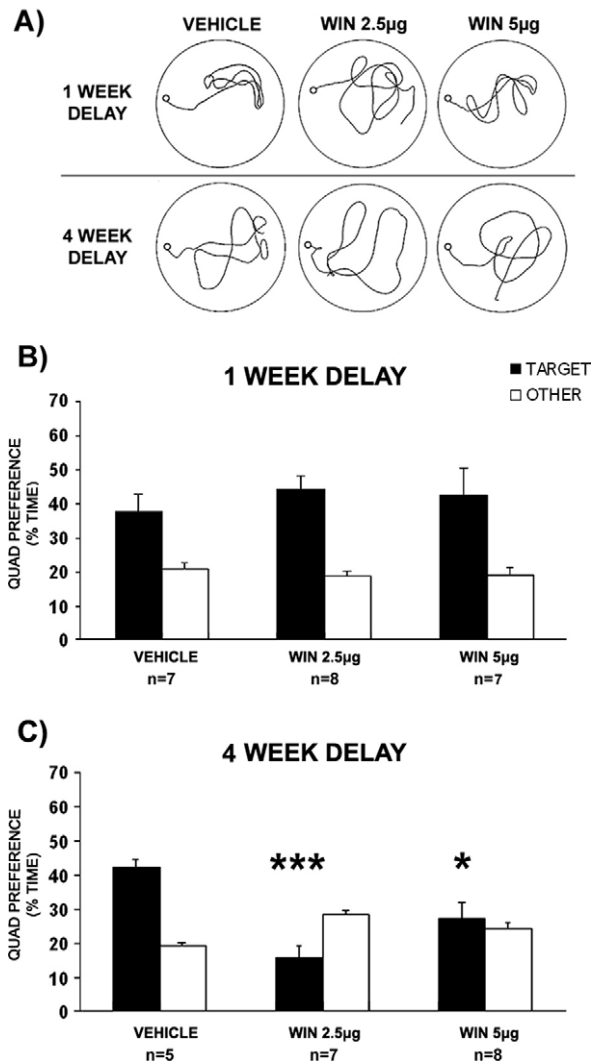 A)
VEHICLE WIN 2.5µg WIN 5µg
1 WEEK
DELAY
4 WEEK
DELAY
B)
1 WEEK DELAY
TARGET
OTHER
QUAD PREFERENCE
(% TIME)
70
60
50
40
30
20
10
0
VEHICLE WIN 2.5µg WIN 5µg
n=7 n=8 n=7
C)
4 WEEK DELAY
QUAD PREFERENCE
(% TIME)
70
60
50
40
30
20
10
0
*** *
VEHICLE WIN 2.5µg WIN 5µg
n=5 n=7 n=8